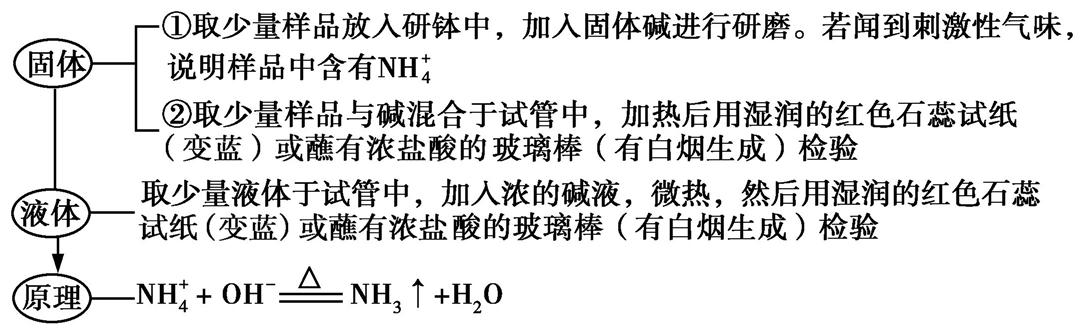 固体
①取少量样品放入研钵中，加入固体碱进行研磨。若闻到刺激性气味，
说明样品中含有NH₄⁺
②取少量样品与碱混合于试管中，加热后用湿润的红色石蕊试纸
（变蓝）或蘸有浓盐酸的玻璃棒（有白烟生成）检验
液体
取少量液体于试管中，加入浓的碱液，微热，然后用湿润的红色石蕊
试纸（变蓝）或蘸有浓盐酸的玻璃棒（有白烟生成）检验
原理
NH₄⁺ + OH⁻ ≜ NH₃↑+H₂O